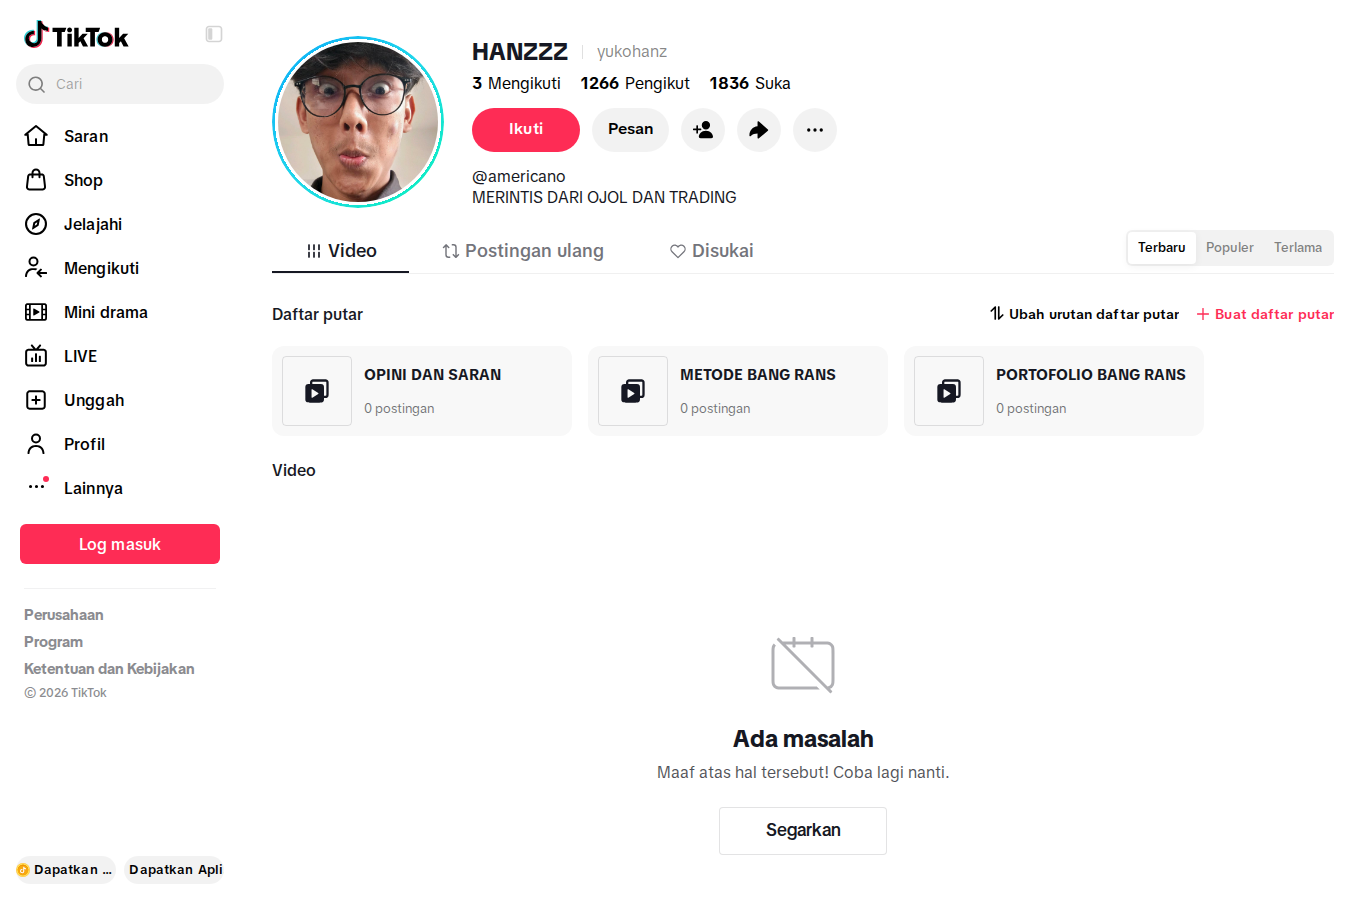 TikTok
Cari
Saran
Shop
Jelajahi
Mengikuti
Mini drama
LIVE
Unggah
Profil
Lainnya
Log masuk
Perusahaan
Program
Ketentuan dan Kebijakan
© 2026 TikTok
Dapatkan ...
Dapatkan Apli
HANZZZ
yukohanz
3 Mengikuti 1266 Pengikut 1836 Suka
Ikuti
Pesan
@americano
MERINTIS DARI OJOL DAN TRADING
Video
Postingan ulang
Disukai
Terbaru
Populer
Terlama
Daftar putar
Ubah urutan daftar putar
Buat daftar putar
OPINI DAN SARAN
0 postingan
METODE BANG RANS
0 postingan
PORTOFOLIO BANG RANS
0 postingan
Video
Ada masalah
Maaf atas hal tersebut! Coba lagi nanti.
Segarkan